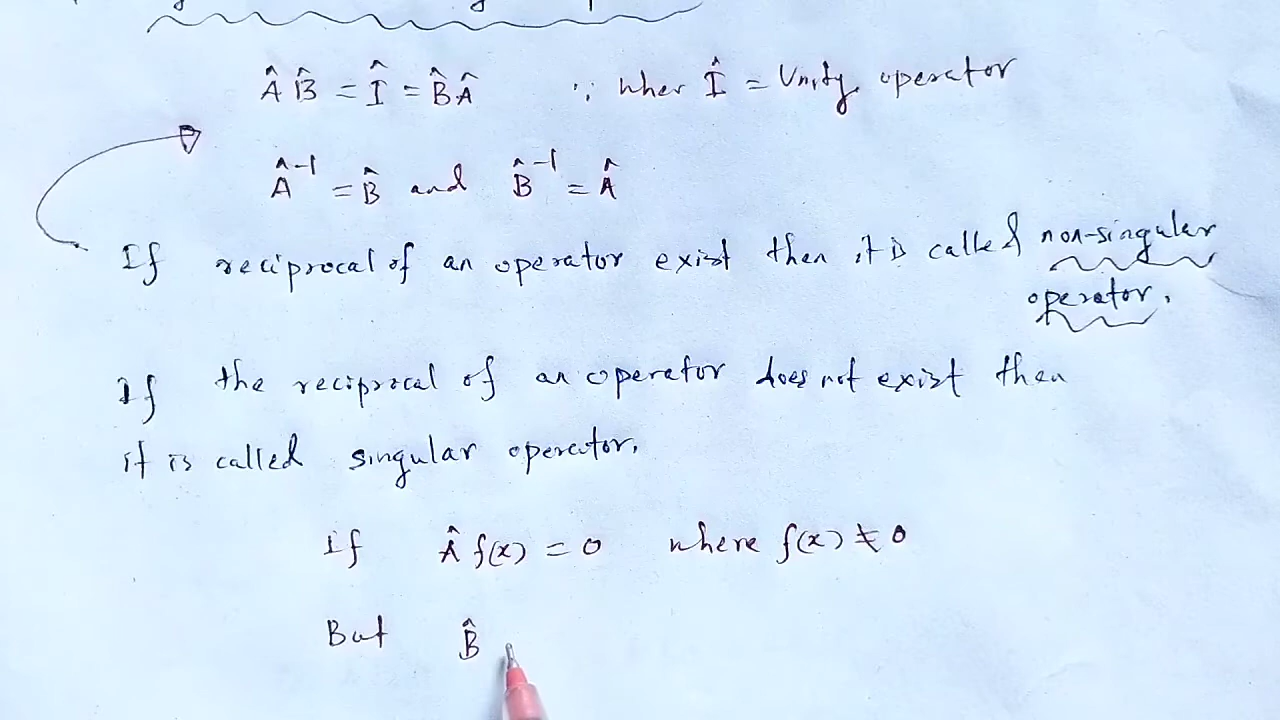 Â B̂ = Î = B̂ Â ∵ wher Î = Unity operator
Â⁻¹ = B̂ and B̂⁻¹ = Â
If reciprocal of an operator exist then it is called non-singular
operator.
If the reciprocal of an operator does not exist then
it is called singular operator.
If Â f(x) = 0 where f(x) ≠ 0
But B̂